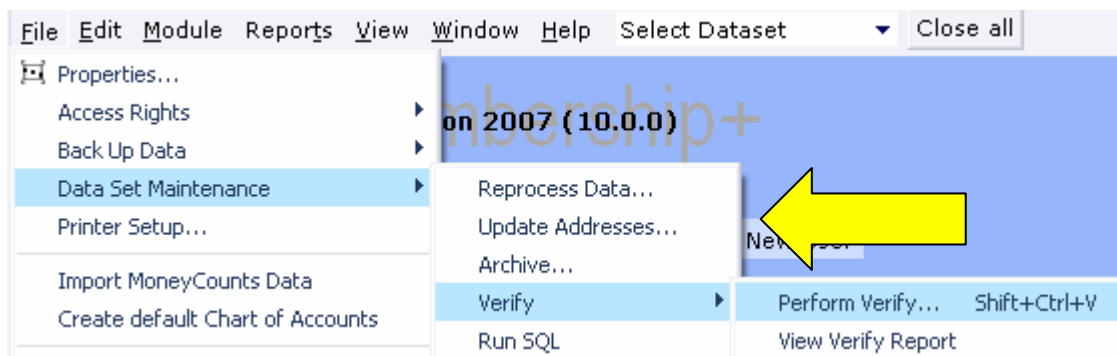 File Edit Module Reports View Window Help Select Dataset Close all
Properties...
Access Rights
on 2007 (10.0.0)
Back Up Data
Data Set Maintenance
Reprocess Data...
Printer Setup...
Update Addresses...
Archive...
Import MoneyCounts Data
Verify
Perform Verify... Shift+Ctrl+V
Create default Chart of Accounts
Run SQL
View Verify Report